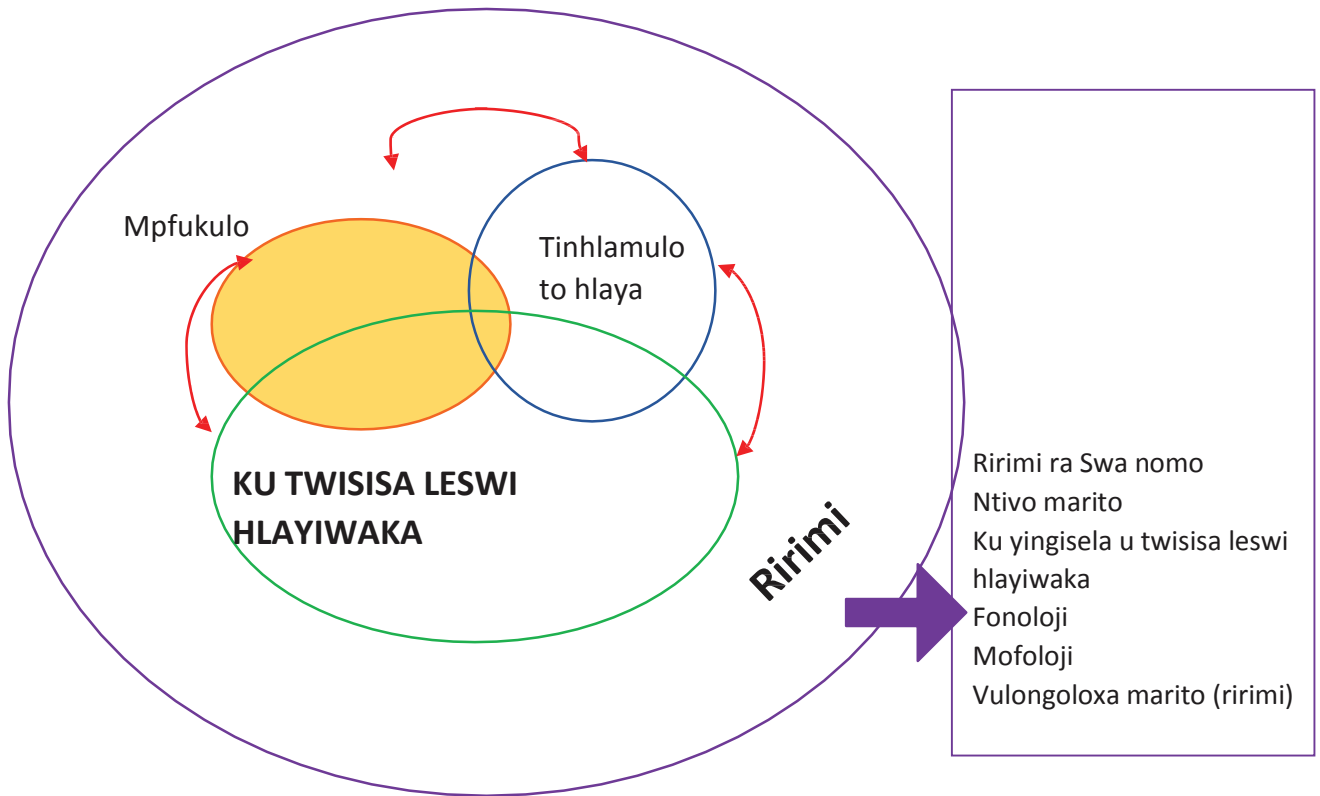 Mpfukulo
Tinhlamulo
to hlaya
KU TWISISA LESWI
HLAYIWAKA
Ririmi
Ririmi ra Swa nomo
Ntivo marito
Ku yingisela u twisisa leswi
hlayiwaka
Fonoloji
Mofoloji
Vulongoloxa marito (ririmi)